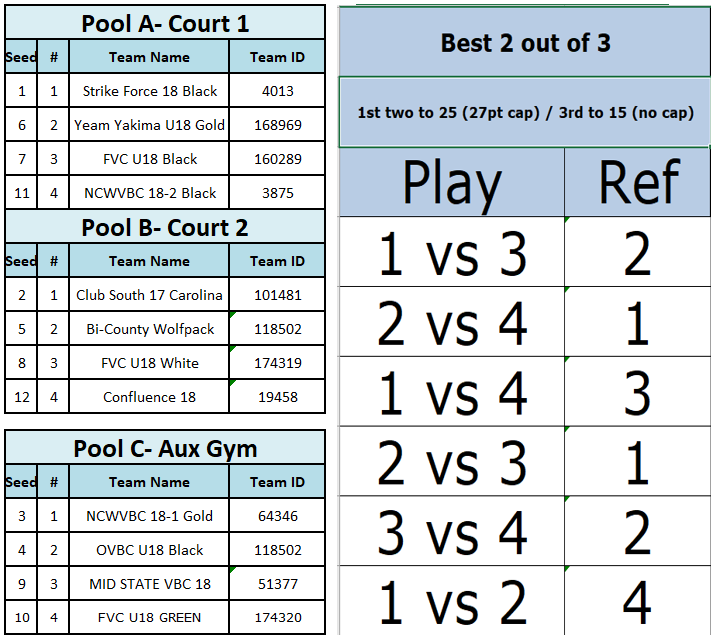 Pool A- Court 1
Seed # Team Name Team ID
1 1 Strike Force 18 Black 4013
6 2 Yeam Yakima U18 Gold 168969
7 3 FVC U18 Black 160289
11 4 NCWVBC 18-2 Black 3875
Pool B- Court 2
Seed # Team Name Team ID
2 1 Club South 17 Carolina 101481
5 2 Bi-County Wolfpack 118502
8 3 FVC U18 White 174319
12 4 Confluence 18 19458
Pool C- Aux Gym
Seed # Team Name Team ID
3 1 NCWVBC 18-1 Gold 64346
4 2 OVBC U18 Black 118502
9 3 MID STATE VBC 18 51377
10 4 FVC U18 GREEN 174320
Best 2 out of 3
1st two to 25 (27pt cap) / 3rd to 15 (no cap)
Play Ref
1 vs 3 2
2 vs 4 1
1 vs 4 3
2 vs 3 1
3 vs 4 2
1 vs 2 4